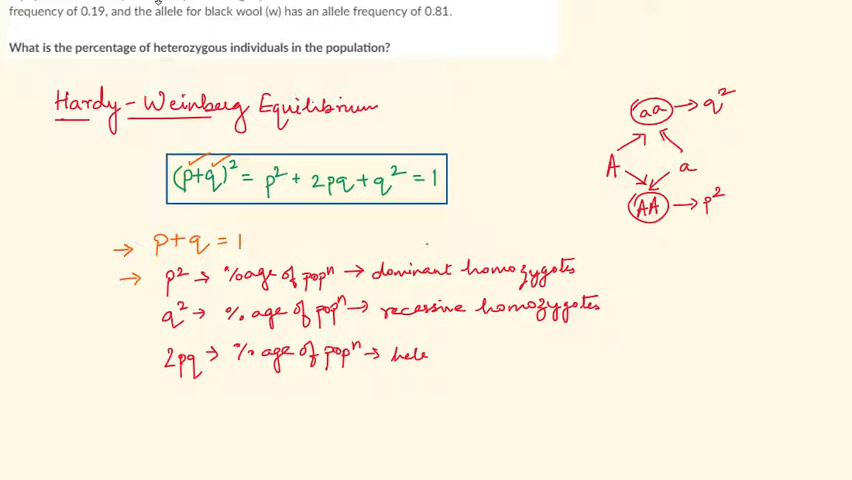 frequency of 0.19, and the allele for black wool (w) has an allele frequency of 0.81.
What is the percentage of heterozygous individuals in the population?
Hardy-Weinberg Equilibrium
aa → q²
(p+q)² = p² + 2pq + q² = 1
A a
AA → p²
→ p+q = 1
→ p² → %age of popⁿ → dominant homozygotes
q² → % age of popⁿ → recessive homozygotes
2pq → % age of popⁿ → hete